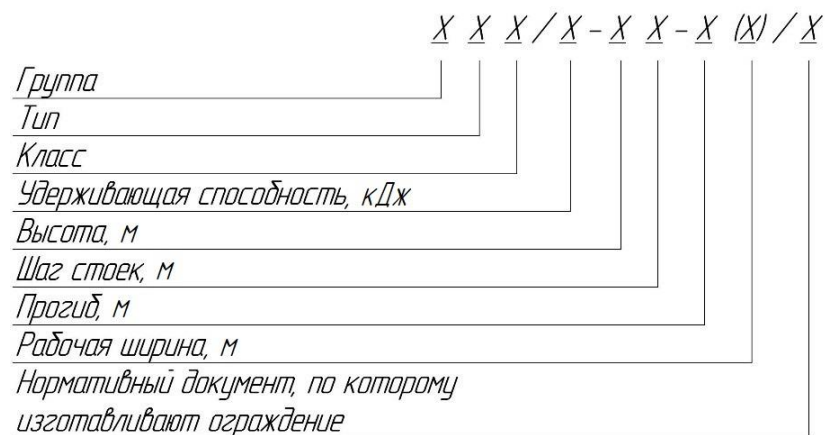 X X X / X - X X - X (X) / X
Группа
Тип
Класс
Удерживающая способность, кДж
Высота, м
Шаг стоек, м
Прогиб, м
Рабочая ширина, м
Нормативный документ, по которому
изготавливают ограждение